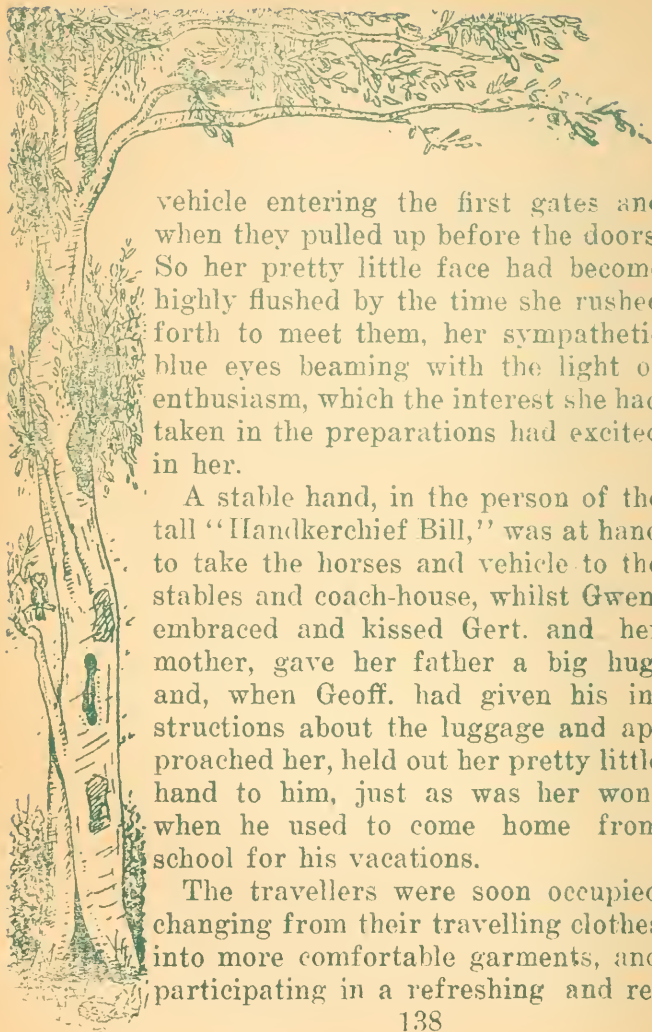 vehicle entering the first gates an
when they pulled up before the doors
So her pretty little face had becom
highly flushed by the time she rushe
forth to meet them, her sympatheti
blue eyes beaming with the light o
enthusiasm, which the interest she ha
taken in the preparations had excite
in her.
A stable hand, in the person of th
tall "Handkerchief Bill," was at han
to take the horses and vehicle to th
stables and coach-house, whilst Gwen
embraced and kissed Gert. and he
mother, gave her father a big hug
and, when Geoff. had given his in
structions about the luggage and ap
proached her, held out her pretty littl
hand to him, just as was her won
when he used to come home from
school for his vacations.
The travellers were soon occupie
changing from their travelling clothe
into more comfortable garments, an
participating in a refreshing and re
138